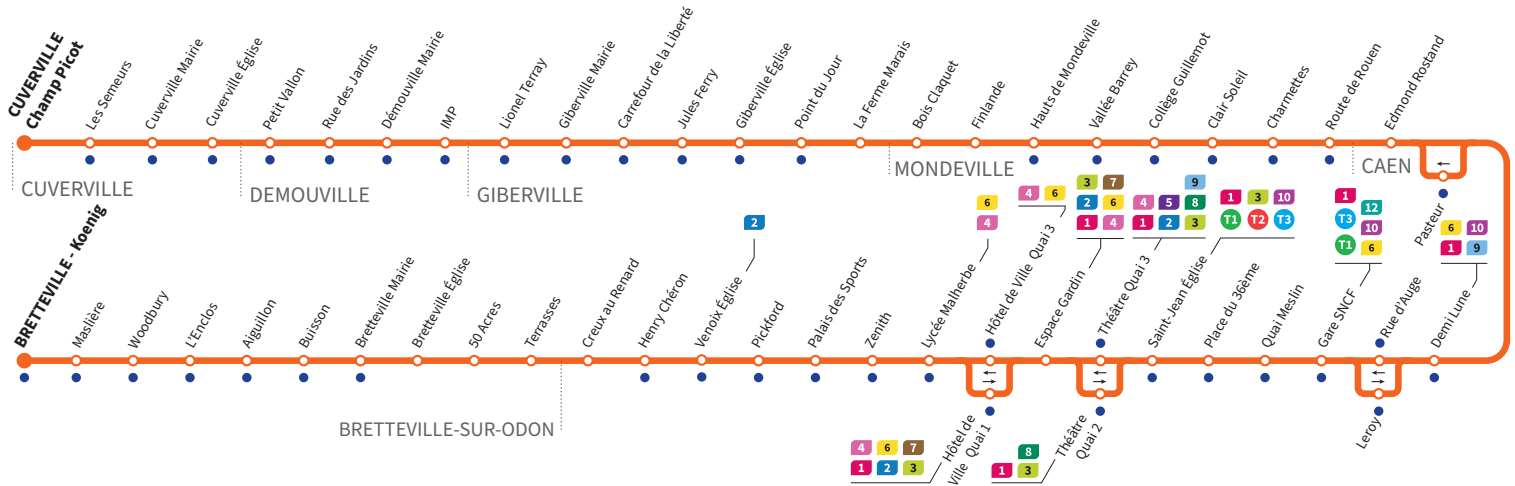 CUVERVILLE
Champ Picot
Les Semeurs
Cuverville Mairie
Cuverville Église
Petit Vallon
Rue des Jardins
Démouville Mairie
IMP
Lionel Terray
Giberville Mairie
Carrefour de la Liberté
Jules Ferry
Giberville Église
Point du Jour
La Ferme Marais
Bois Claquet
Finlande
Hauts de Mondeville
Vallée Barrey
Collège Guillemot
Clair Soleil
Charmettes
Route de Rouen
Edmond Rostand
Pasteur
CUVERVILLE
DEMOUVILLE
GIBERVILLE
MONDEVILLE
CAEN
BRETTEVILLE - Koenig
Maslière
Woodbury
L'Enclos
Aiguillon
Buisson
Bretteville Mairie
Bretteville Église
50 Acres
Terrasses
Creux au Renard
Henry Chéron
Venoix Église
2
Pickford
Palais des Sports
Zenith
Lycée Malherbe
6
4
Hôtel de Ville Quai 3
4 6
Espace Gardin
3 7
2 6
1 4
Théâtre Quai 3
9
4 5 8
1 2 3
Saint-Jean Église
1 3 10
T1 T2 T3
Place du 36ème
Quai Meslin
Gare SNCF
1
12
T3
10
T1
6
Rue d'Auge
Demi Lune
6 10
1 9
BRETTEVILLE-SUR-ODON
Hôtel de
Ville Quai 1
4 6 7
1 2 3
Théâtre
Quai 2
8
1 3
Leroy